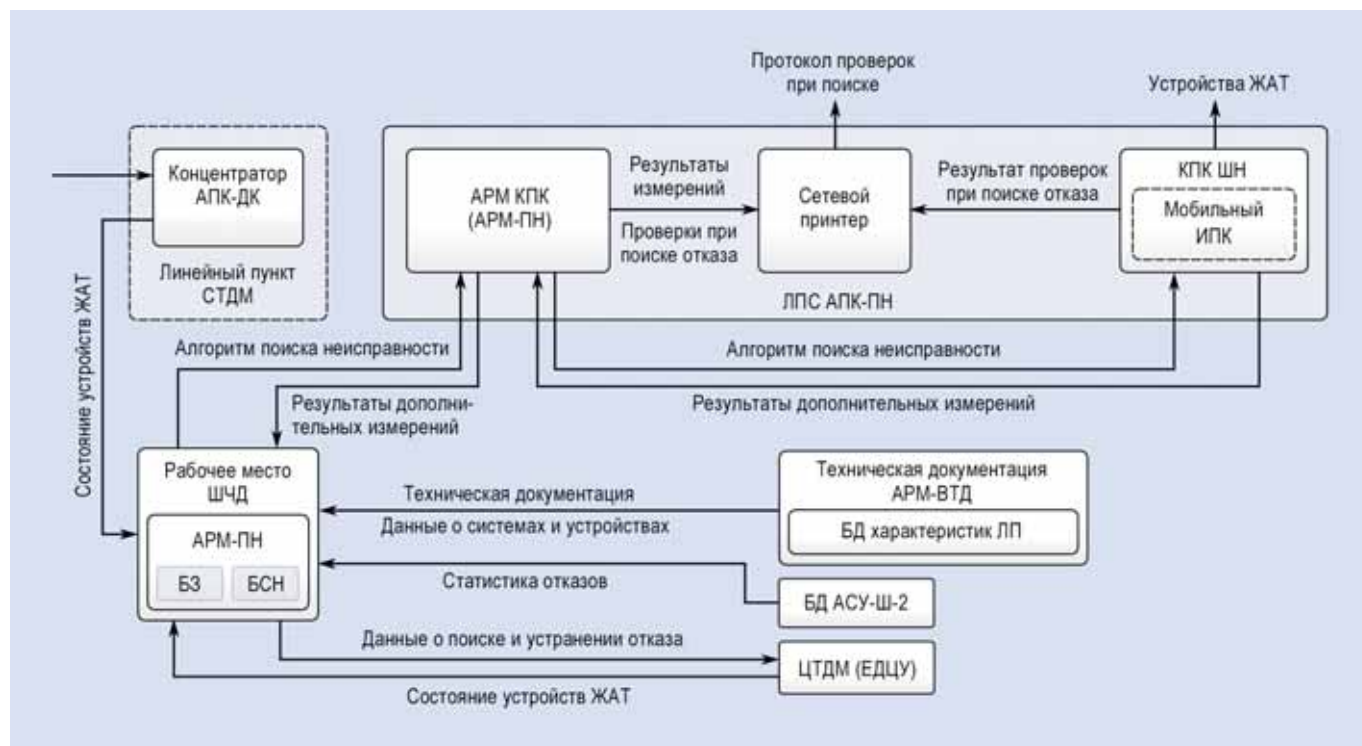 Протокол проверок
при поиске
Устройства ЖАТ
Концентратор
АПК-ДК
Линейный пункт
СТДМ
АРМ КПК
(АРМ-ПН)
Результаты
измерений
Проверки при
поиске отказа
Сетевой
принтер
Результат проверок
при поиске отказа
КПК ШН
Мобильный
ИПК
ЛПС АПК-ПН
Состояние устройств ЖАТ
Алгоритм поиска неисправности
Алгоритм поиска неисправности
Результаты дополни-
тельных измерений
Результаты дополнительных измерений
Рабочее место
ШЧД
АРМ-ПН
БЗ
БСН
Техническая документация
Данные о системах и устройствах
Техническая документация
АРМ-ВТД
БД характеристик ЛП
Статистика отказов
БД АСУ-Ш-2
Данные о поиске и устранении отказа
ЦТДМ (ЕДЦУ)
Состояние устройств ЖАТ